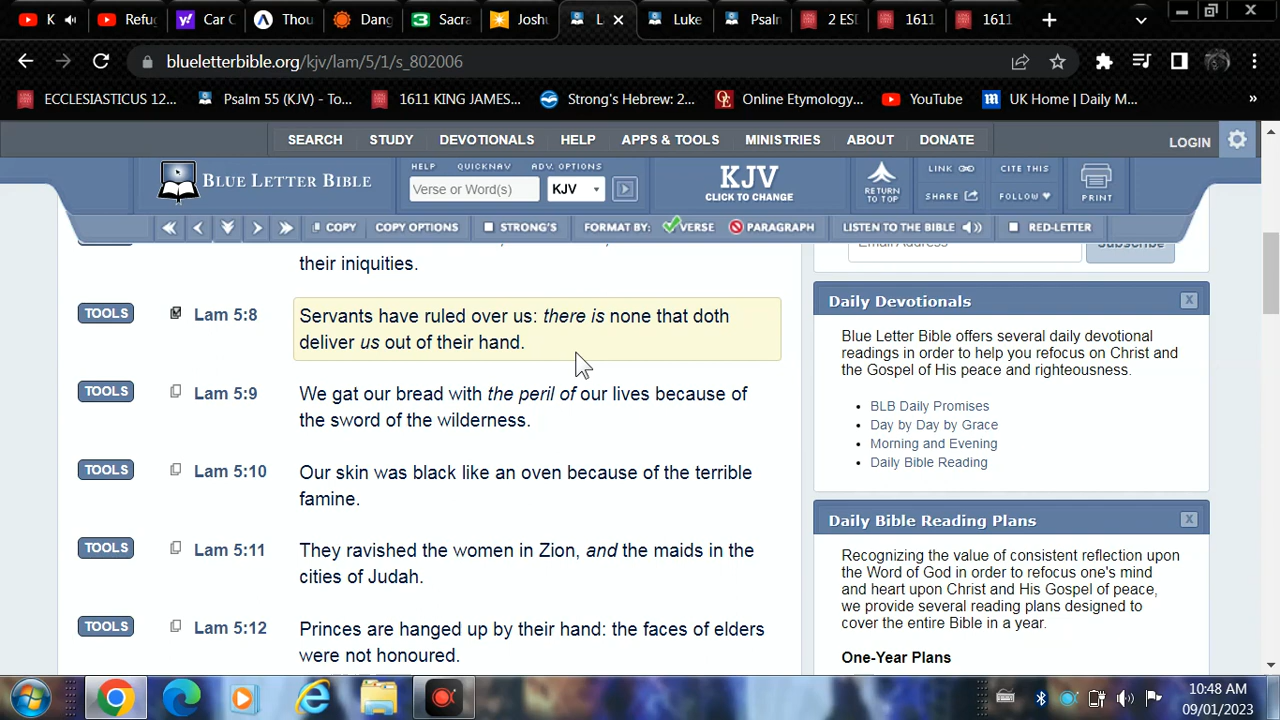 K
Refu
Car C
Thou
Dang
Sacra
Joshu
L
Luke
Psaln
2 ESI
1611
1611
blueletterbible.org/kjv/lam/5/1/s_802006
ECCLESIASTICUS 12...
Psalm 55 (KJV) - To...
1611 KING JAMES...
Strong's Hebrew: 2...
Online Etymology...
YouTube
UK Home | Daily M...
»
SEARCH STUDY DEVOTIONALS HELP APPS & TOOLS MINISTRIES ABOUT DONATE LOGIN
BLUE LETTER BIBLE
HELP QUICKNAV ADV. OPTIONS
Verse or Word(s) KJV
KJV
CLICK TO CHANGE
RETURN
TO TOP
LINK CITE THIS
SHARE FOLLOW
PRINT
COPY COPY OPTIONS STRONG'S FORMAT BY: VERSE PARAGRAPH LISTEN TO THE BIBLE RED-LETTER
their iniquities.
TOOLS Lam 5:8 Servants have ruled over us: there is none that doth
deliver us out of their hand.
TOOLS Lam 5:9 We gat our bread with the peril of our lives because of
the sword of the wilderness.
TOOLS Lam 5:10 Our skin was black like an oven because of the terrible
famine.
TOOLS Lam 5:11 They ravished the women in Zion, and the maids in the
cities of Judah.
TOOLS Lam 5:12 Princes are hanged up by their hand: the faces of elders
were not honoured.
Email Address Subscribe
Daily Devotionals X
Blue Letter Bible offers several daily devotional
readings in order to help you refocus on Christ and
the Gospel of His peace and righteousness.
BLB Daily Promises
Day by Day by Grace
Morning and Evening
Daily Bible Reading
Daily Bible Reading Plans X
Recognizing the value of consistent reflection upon
the Word of God in order to refocus one's mind
and heart upon Christ and His Gospel of peace,
we provide several reading plans designed to
cover the entire Bible in a year.
One-Year Plans
10:48 AM
09/01/2023